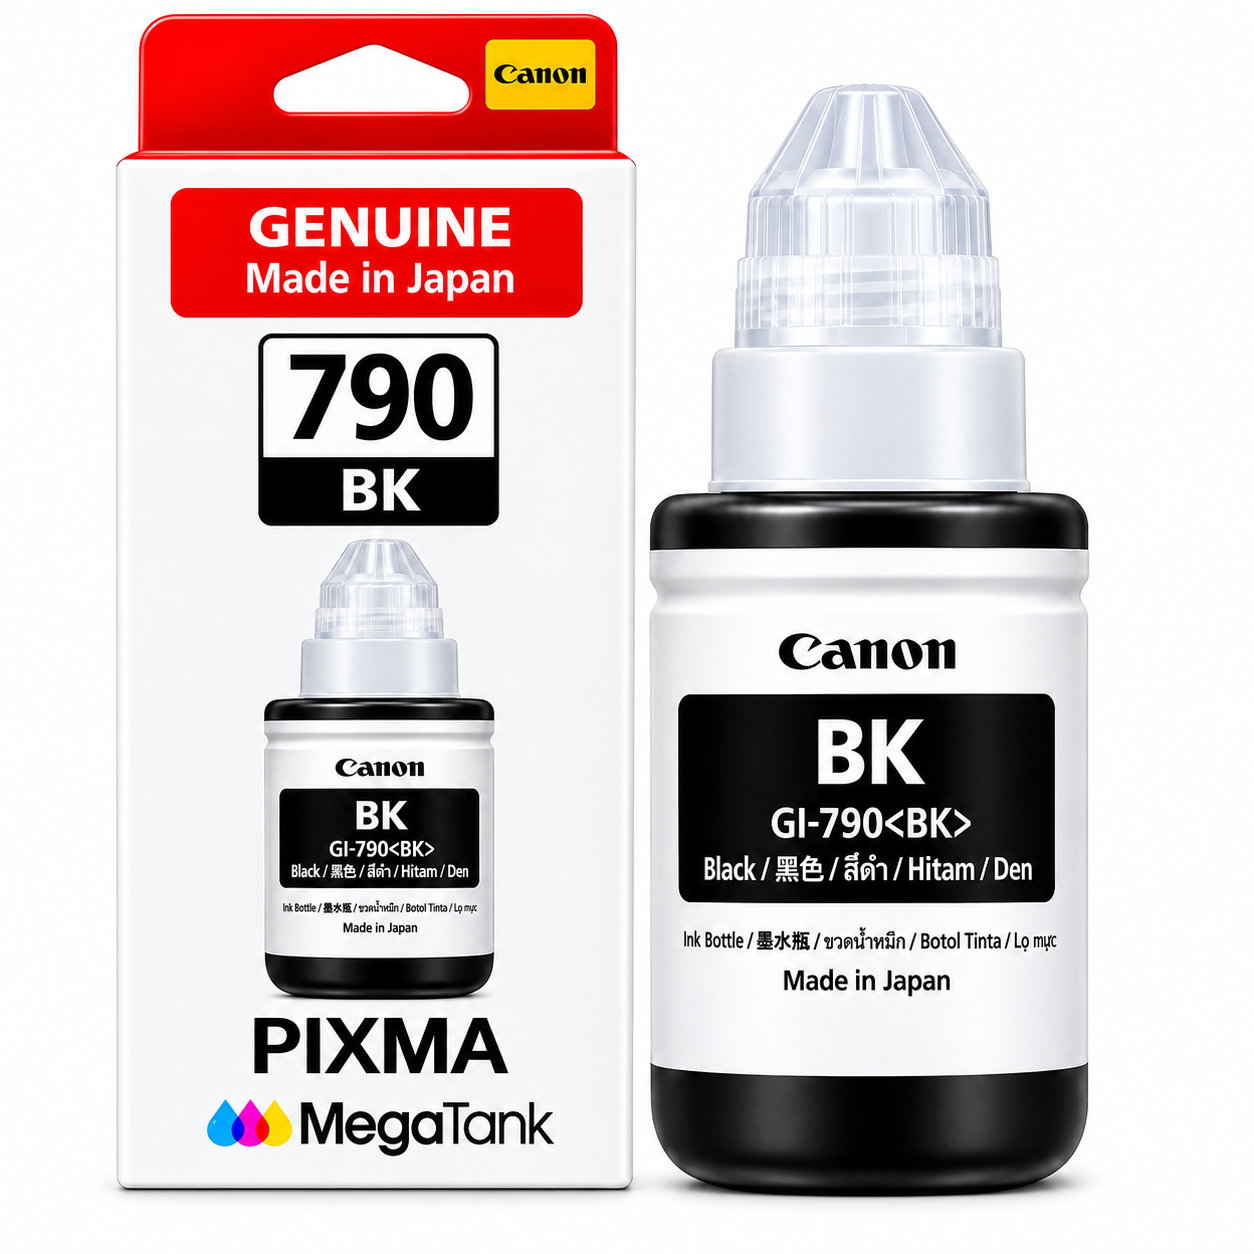 Canon
GENUINE
Made in Japan
790
BK
Canon
BK
GI-790<BK>
Black / 黑色 / สีดำ / Hitam / Den
Ink Bottle / 墨水瓶 / ขวดน้ำหมึก / Botol Tinta / Lọ mực
Made in Japan
PIXMA
MegaTank
Canon
BK
GI-790<BK>
Black / 黑色 / สีดำ / Hitam / Den
Ink Bottle / 墨水瓶 / ขวดน้ำหมึก / Botol Tinta / Lọ mực
Made in Japan